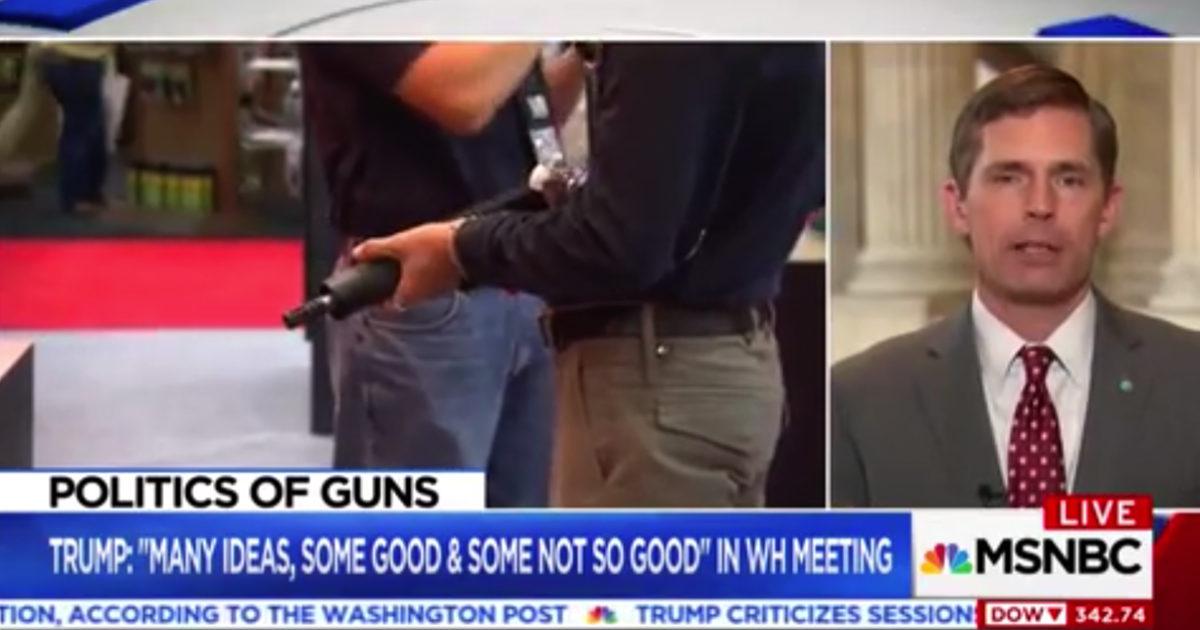 POLITICS OF GUNS
TRUMP: "MANY IDEAS, SOME GOOD & SOME NOT SO GOOD" IN WH MEETING
LIVE
MSNBC
TION, ACCORDING TO THE WASHINGTON POST TRUMP CRITICIZES SESSION
DOW▼ 342.74